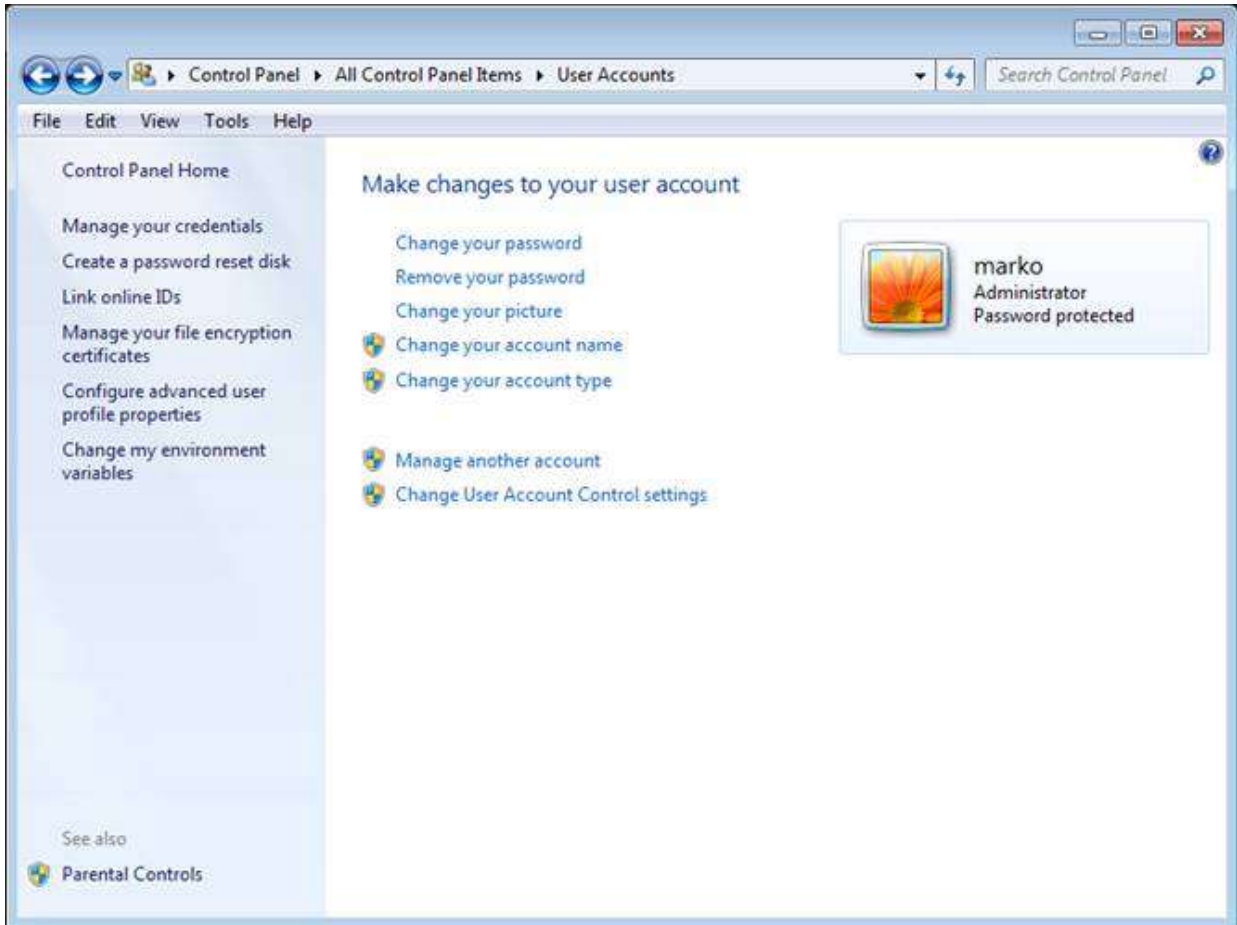 Control Panel ▸ All Control Panel Items ▸ User Accounts
Search Control Panel
File Edit View Tools Help
Control Panel Home
Manage your credentials
Create a password reset disk
Link online IDs
Manage your file encryption
certificates
Configure advanced user
profile properties
Change my environment
variables
See also
Parental Controls
Make changes to your user account
Change your password
Remove your password
Change your picture
Change your account name
Change your account type
Manage another account
Change User Account Control settings
marko
Administrator
Password protected